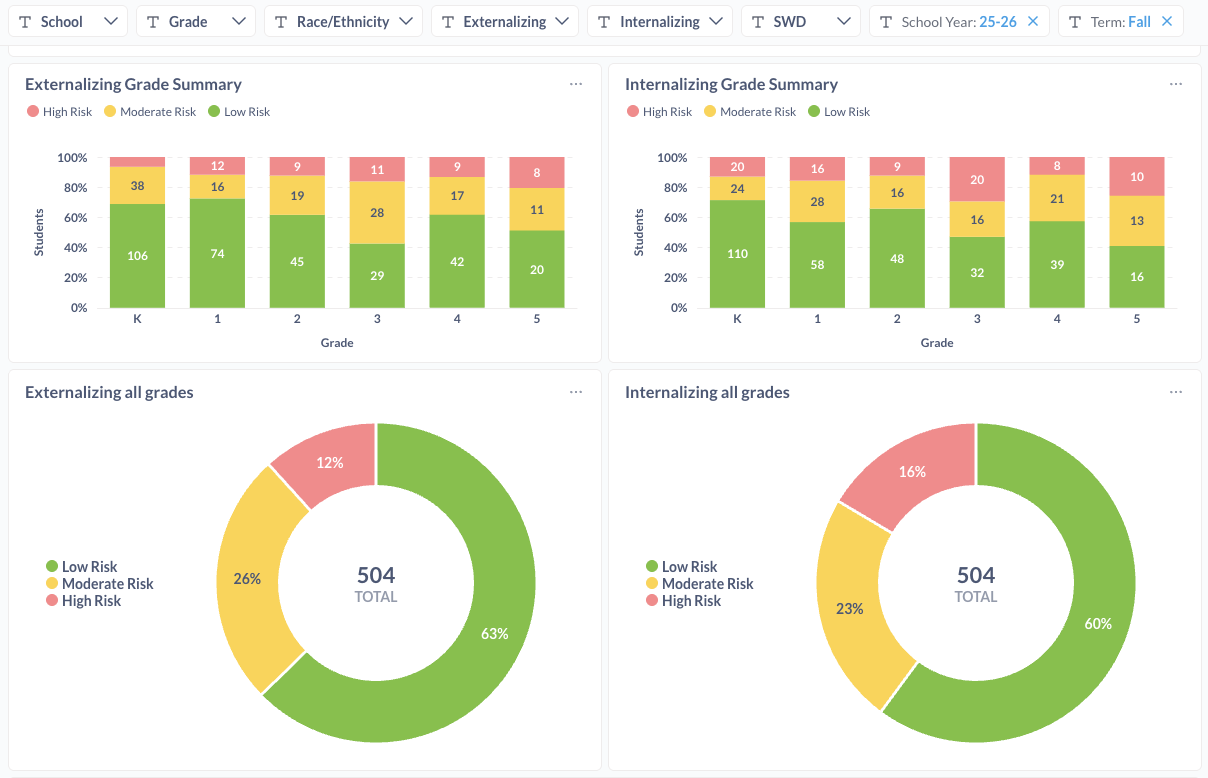 School Grade Race/Ethnicity Externalizing Internalizing SWD School Year: 25-26 Term: Fall
Externalizing Grade Summary
High Risk Moderate Risk Low Risk
100%
80%
60%
40%
20%
0%
Students
12 9 11 9 8
38 16 19 28 17 11
106 74 45 29 42 20
K 1 2 3 4 5
Grade
Internalizing Grade Summary
High Risk Moderate Risk Low Risk
100%
80%
60%
40%
20%
0%
Students
20 16 9 20 8 10
24 28 16 16 21 13
110 58 48 32 39 16
K 1 2 3 4 5
Grade
Externalizing all grades
Low Risk
Moderate Risk
High Risk
12%
26%
63%
504
TOTAL
Internalizing all grades
Low Risk
Moderate Risk
High Risk
16%
23%
60%
504
TOTAL